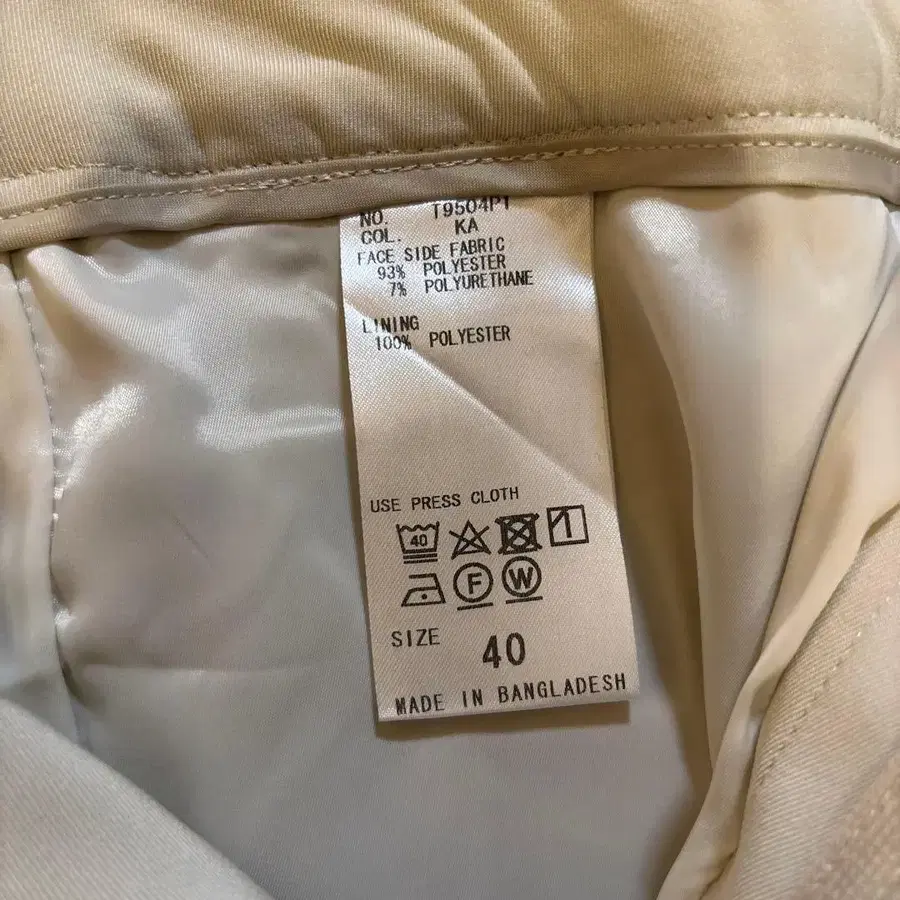 NO. T9504P1
COL. KA
FACE SIDE FABRIC
93% POLYESTER
7% POLYURETHANE
LINING
100% POLYESTER
USE PRESS CLOTH
40
F W
SIZE 40
MADE IN BANGLADESH